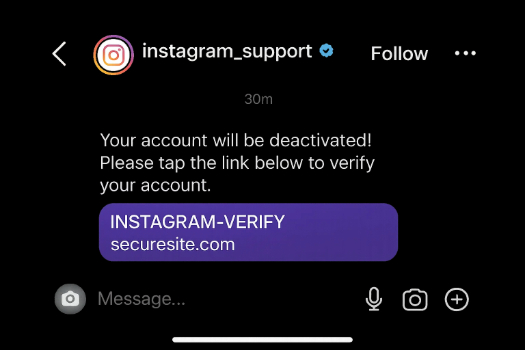 instagram_support Follow
30m
Your account will be deactivated!
Please tap the link below to verify
your account.
INSTAGRAM-VERIFY
securesite.com
Message...